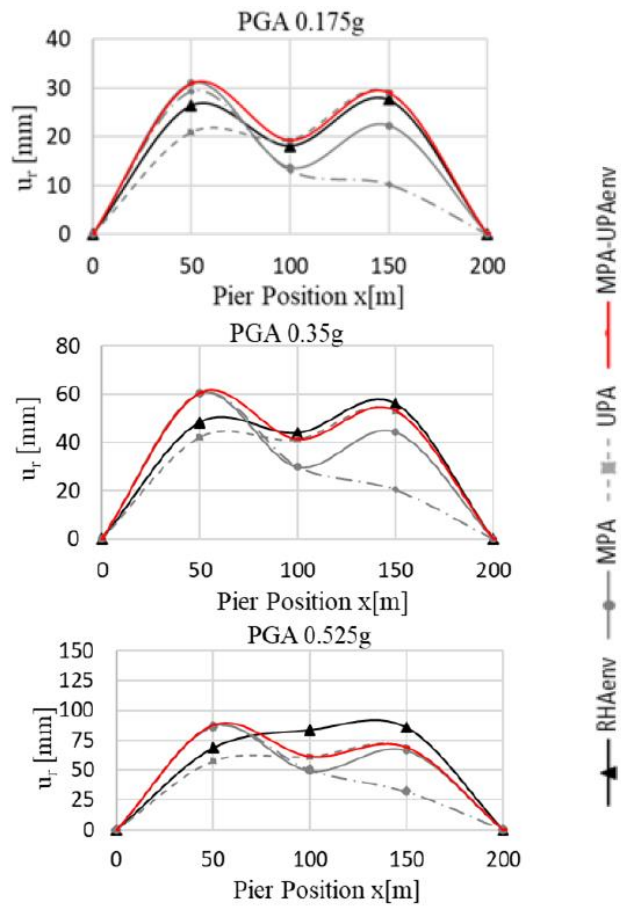 PGA 0.175g
40
30
20
10
0
u_r [mm]
0 50 100 150 200
Pier Position x[m]
PGA 0.35g
80
60
40
20
0
u_r [mm]
0 50 100 150 200
Pier Position x[m]
PGA 0.525g
150
125
100
75
50
25
0
u_r [mm]
0 50 100 150 200
Pier Position x[m]
RHAenv MPA UPA MPA-UPAenv